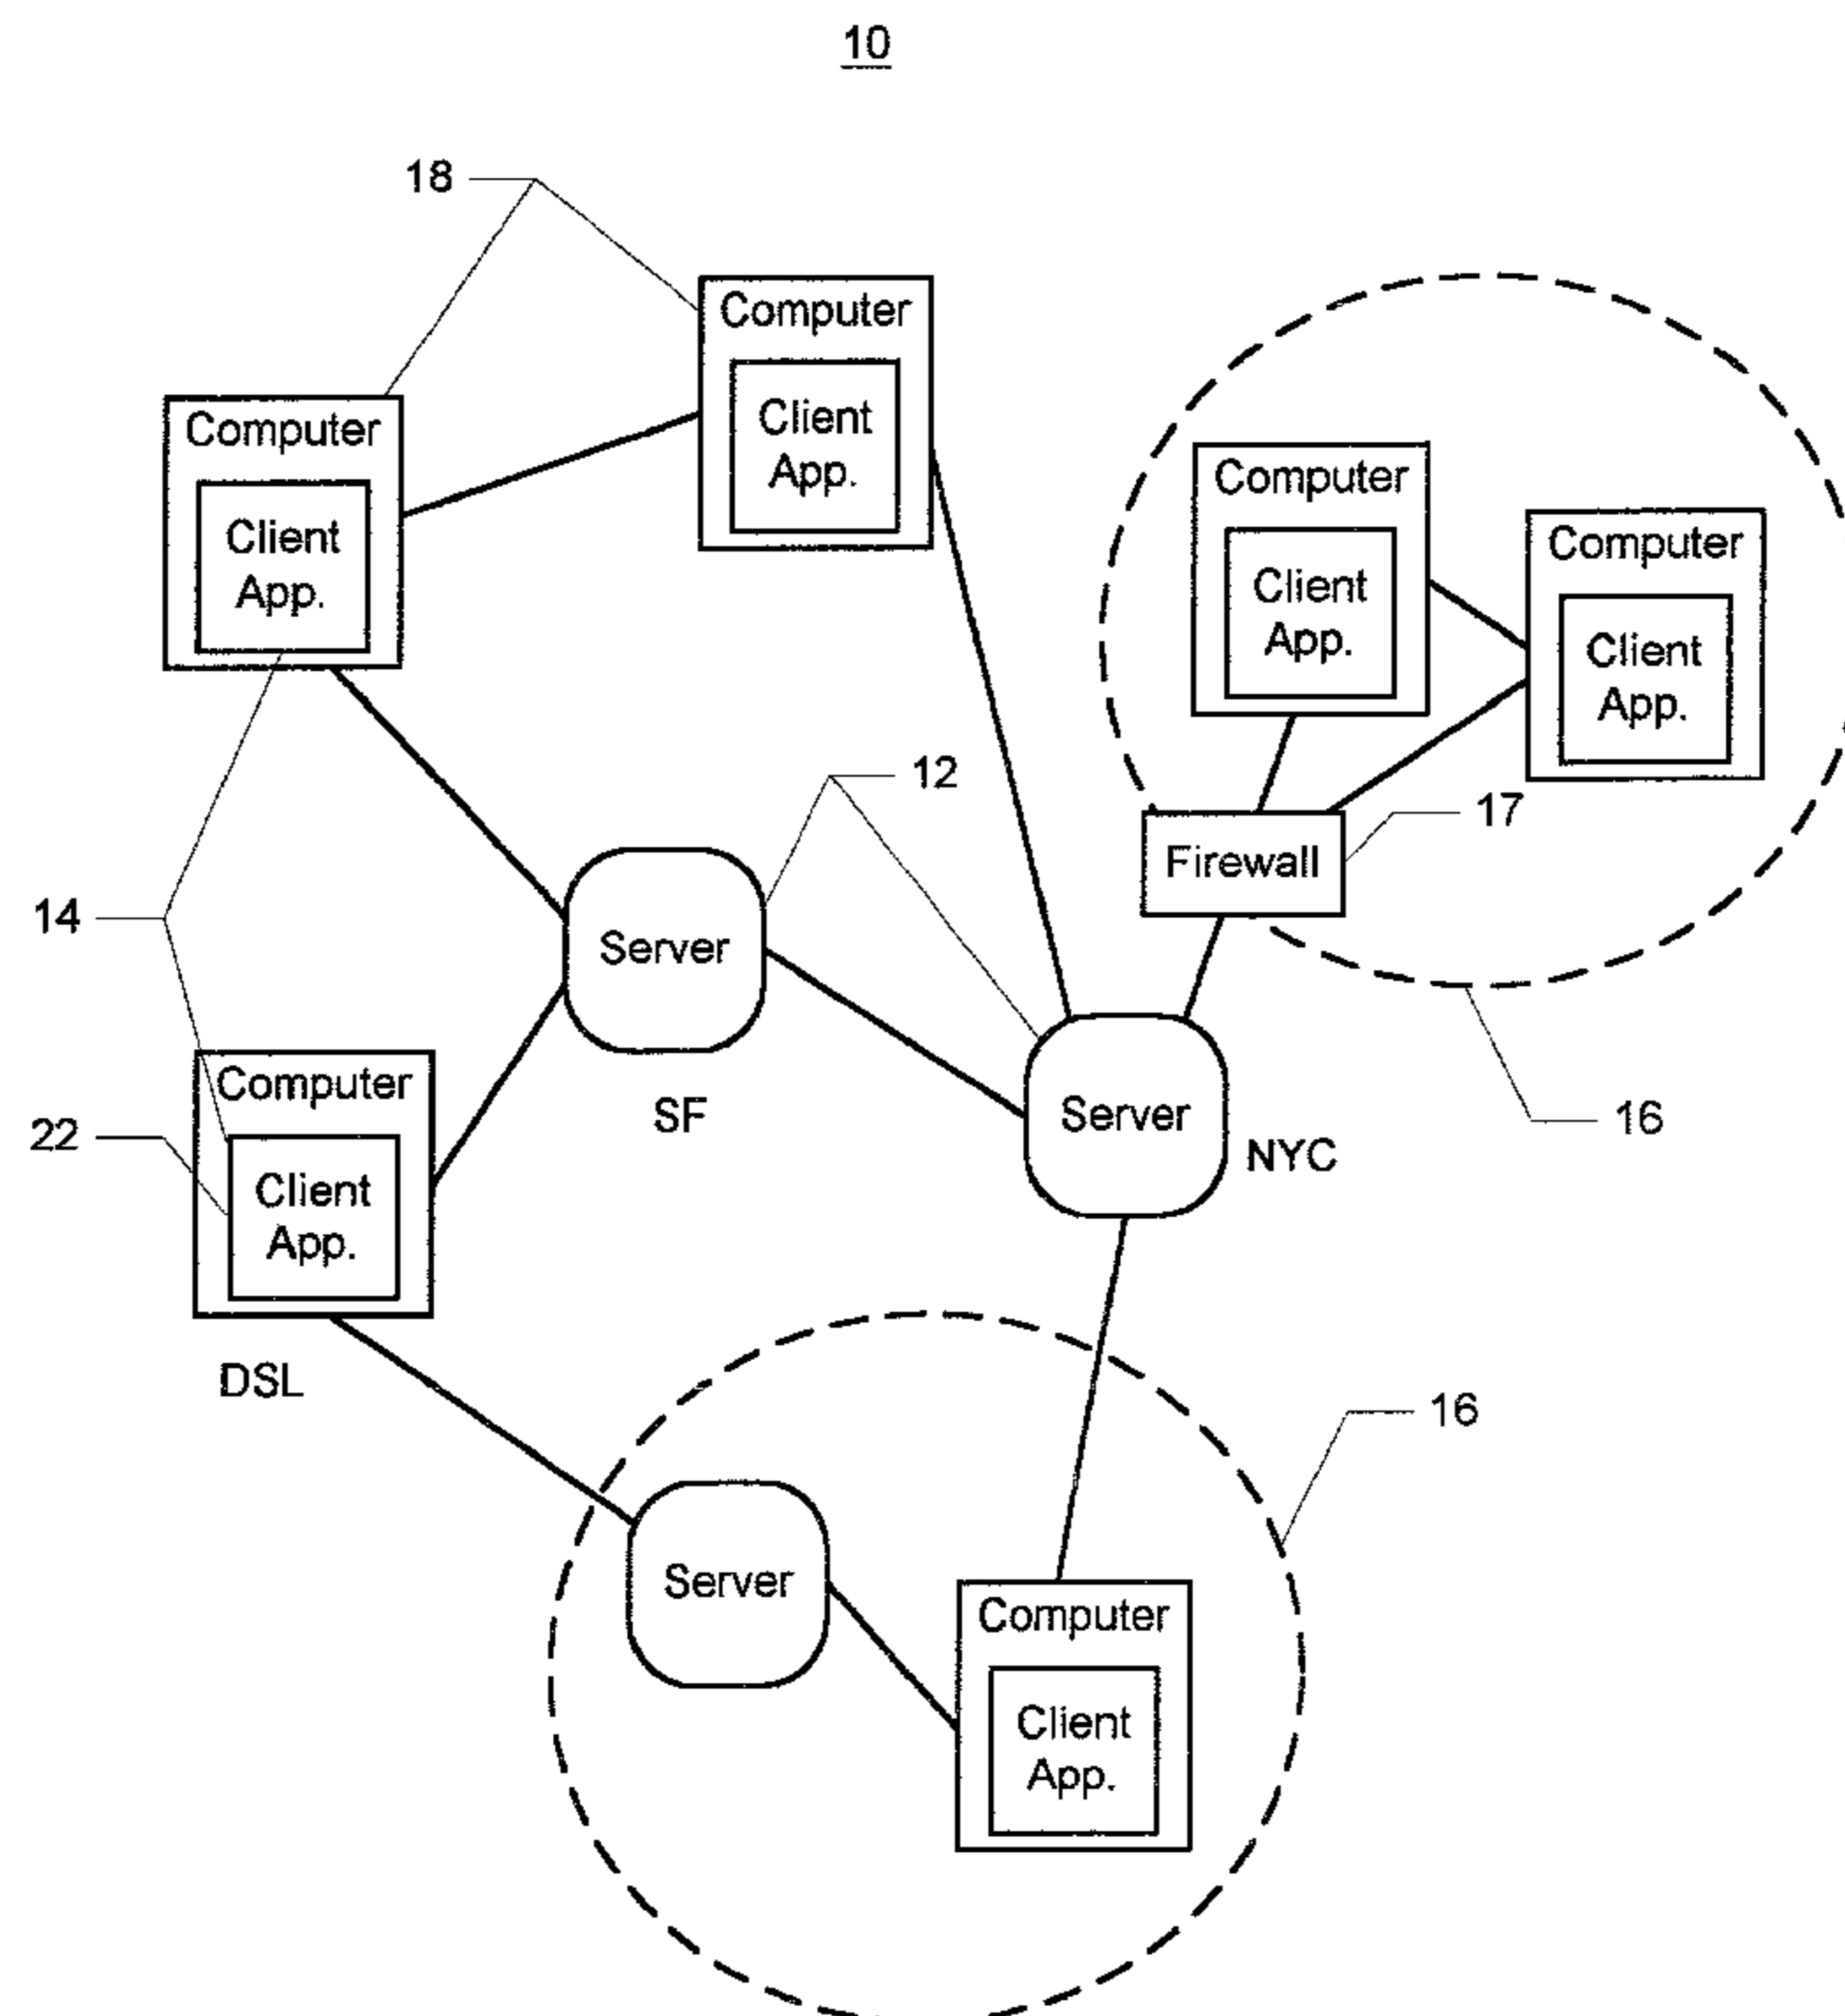 10
18
Computer
Client
App.
Computer
Client
App.
Computer
Client
App.
Computer
Client
App.
12
17
Firewall
14
Server
SF
Server
NYC
16
Computer
22
Client
App.
DSL
16
Server
Computer
Client
App.